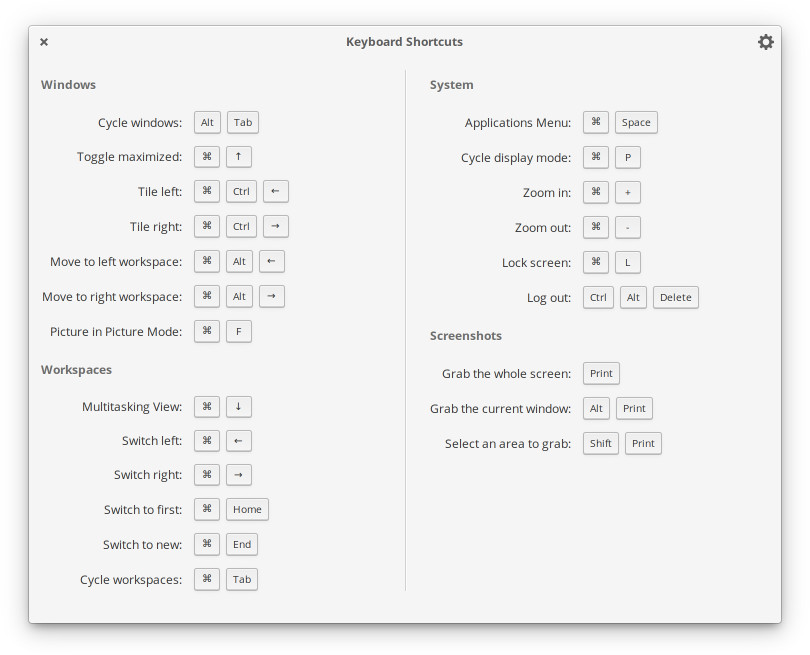 Keyboard Shortcuts
Windows
Cycle windows: Alt Tab
Toggle maximized: ⌘ ↑
Tile left: ⌘ Ctrl ←
Tile right: ⌘ Ctrl →
Move to left workspace: ⌘ Alt ←
Move to right workspace: ⌘ Alt →
Picture in Picture Mode: ⌘ F
Workspaces
Multitasking View: ⌘ ↓
Switch left: ⌘ ←
Switch right: ⌘ →
Switch to first: ⌘ Home
Switch to new: ⌘ End
Cycle workspaces: ⌘ Tab
System
Applications Menu: ⌘ Space
Cycle display mode: ⌘ P
Zoom in: ⌘ +
Zoom out: ⌘ -
Lock screen: ⌘ L
Log out: Ctrl Alt Delete
Screenshots
Grab the whole screen: Print
Grab the current window: Alt Print
Select an area to grab: Shift Print